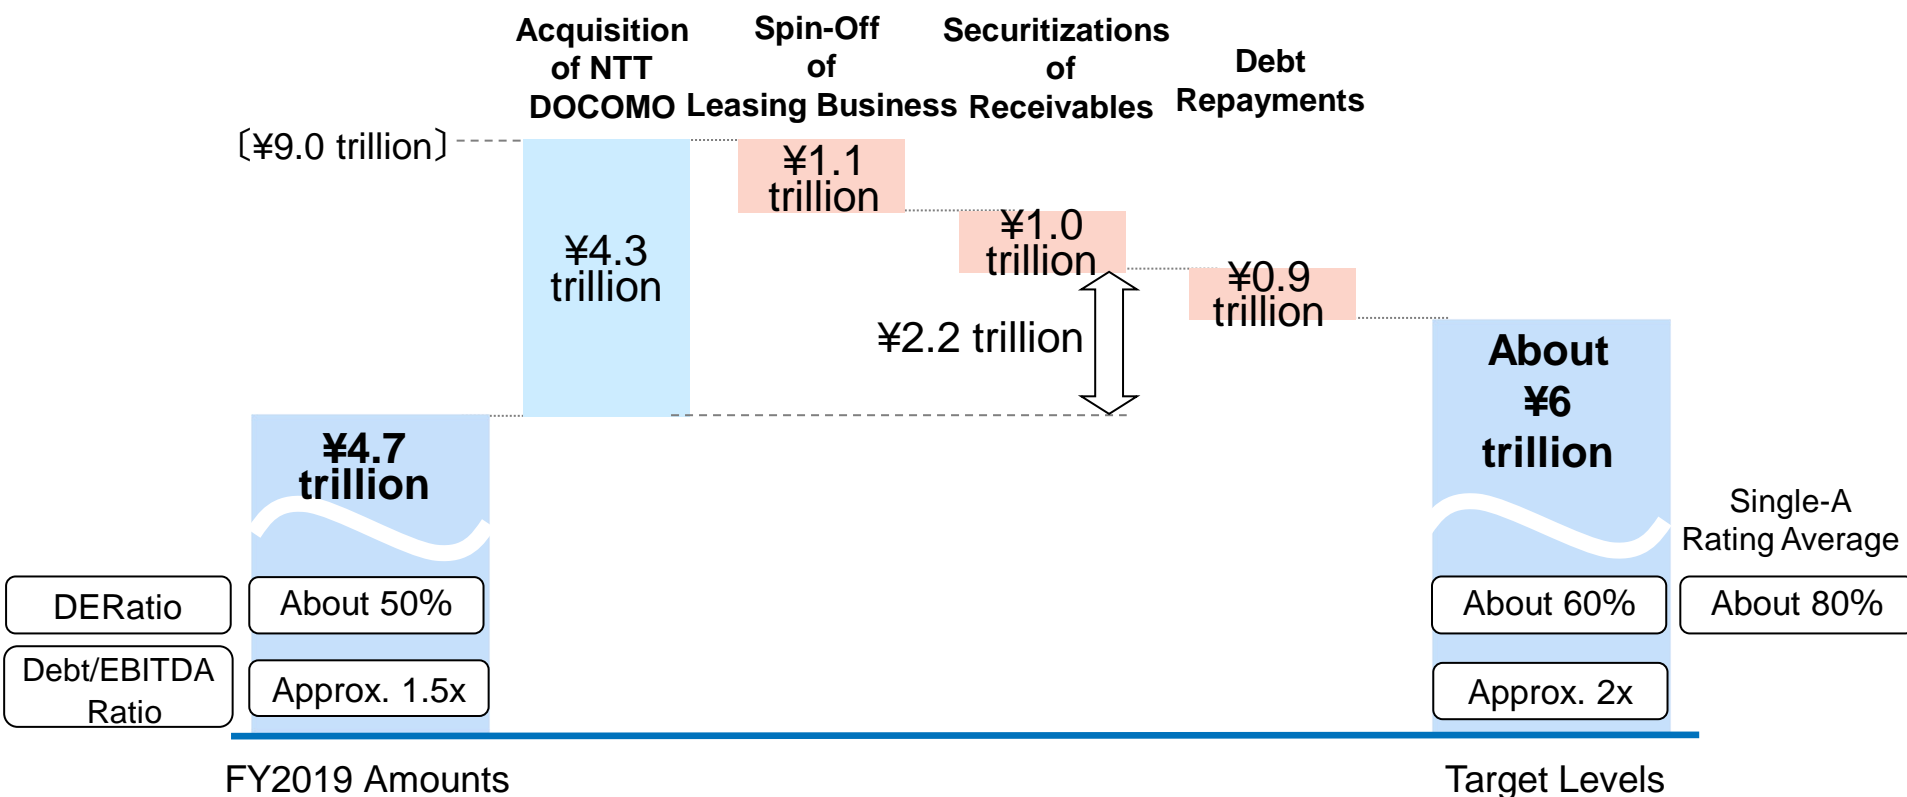 Acquisition
of NTT
DOCOMO
Spin-Off
of
Leasing Business
Securitizations
of
Receivables
Debt
Repayments
〔¥9.0 trillion〕
¥4.3
trillion
¥1.1
trillion
¥1.0
trillion
¥0.9
trillion
¥2.2 trillion
¥4.7
trillion
About
¥6
trillion
Single-A
Rating Average
DERatio
About 50%
About 60%
About 80%
Debt/EBITDA
Ratio
Approx. 1.5x
Approx. 2x
FY2019 Amounts
Target Levels